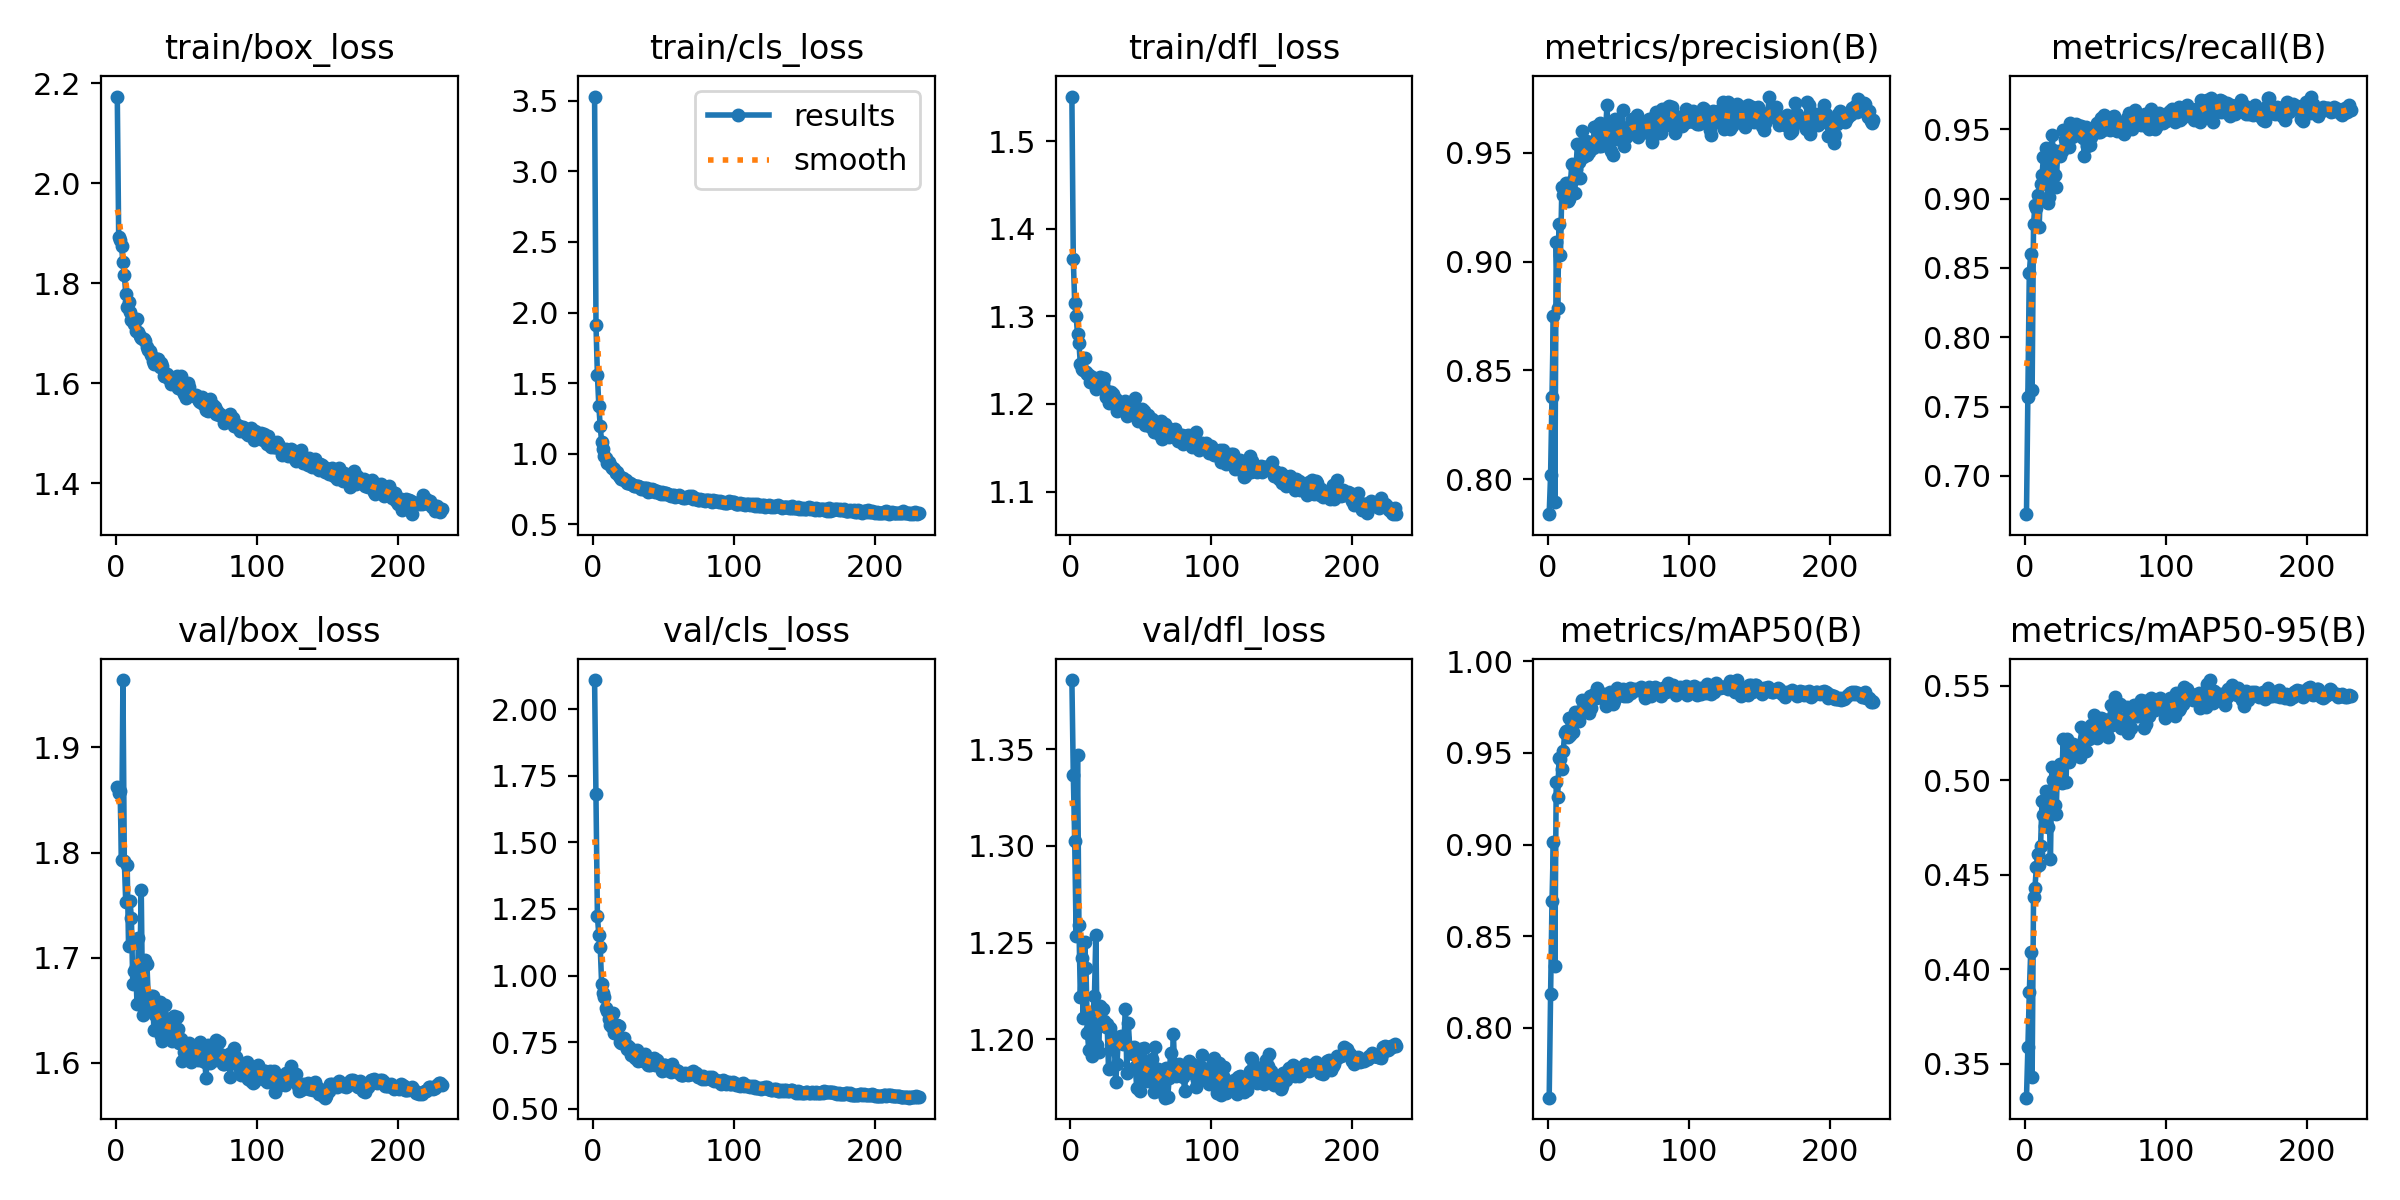 train/box_loss
2.2
2.0
1.8
1.6
1.4
0 100 200
train/cls_loss
results
smooth
3.5
3.0
2.5
2.0
1.5
1.0
0.5
0 100 200
train/dfl_loss
1.5
1.4
1.3
1.2
1.1
0 100 200
metrics/precision(B)
0.95
0.90
0.85
0.80
0 100 200
metrics/recall(B)
0.95
0.90
0.85
0.80
0.75
0.70
0 100 200
val/box_loss
1.9
1.8
1.7
1.6
0 100 200
val/cls_loss
2.00
1.75
1.50
1.25
1.00
0.75
0.50
0 100 200
val/dfl_loss
1.35
1.30
1.25
1.20
0 100 200
metrics/mAP50(B)
1.00
0.95
0.90
0.85
0.80
0 100 200
metrics/mAP50-95(B)
0.55
0.50
0.45
0.40
0.35
0 100 200